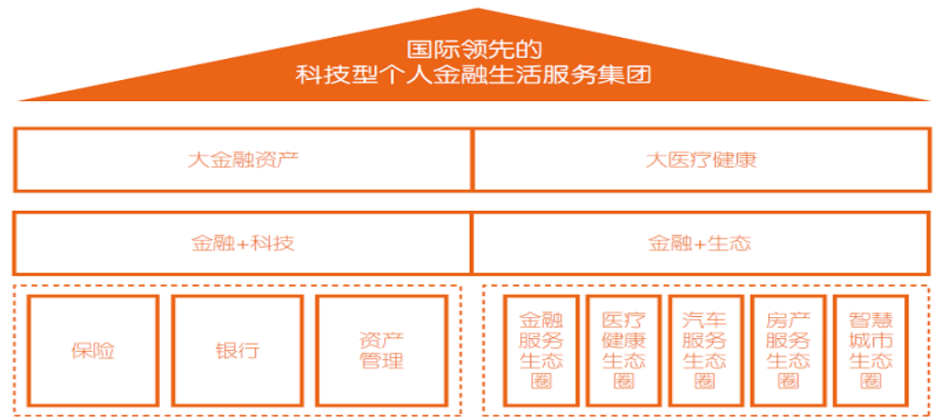 国际领先的
科技型个人金融生活服务集团
大金融资产
大医疗健康
金融+科技
金融+生态
保险
银行
资产
管理
金融
服务
生态
圈
医疗
健康
生态
圈
汽车
服务
生态
圈
房产
服务
生态
圈
智慧
城市
生态
圈